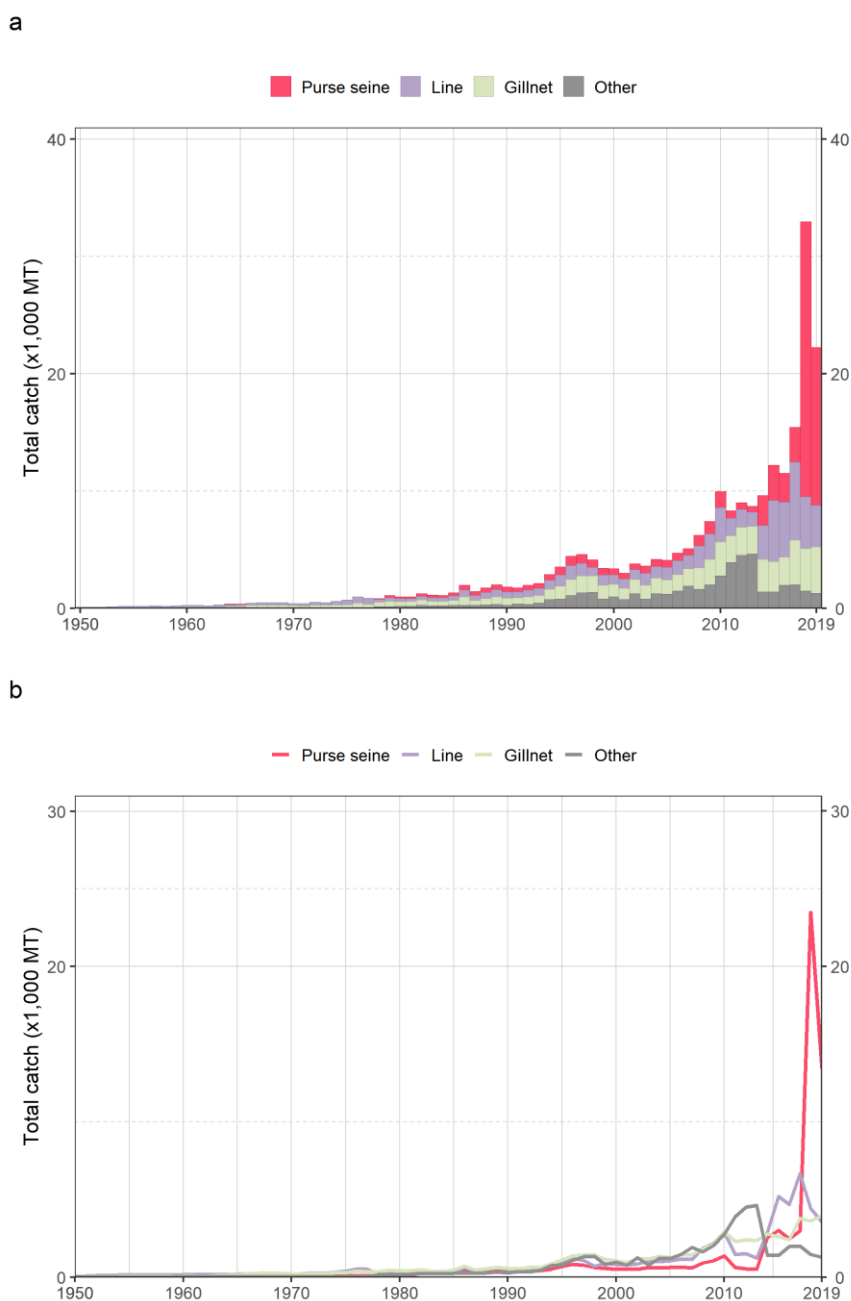 a
Purse seine Line Gillnet Other
40 40
20 20
0 0
Total catch (x1,000 MT)
1950 1960 1970 1980 1990 2000 2010 2019
b
Purse seine Line Gillnet Other
30 30
20 20
0 0
Total catch (x1,000 MT)
1950 1960 1970 1980 1990 2000 2010 2019